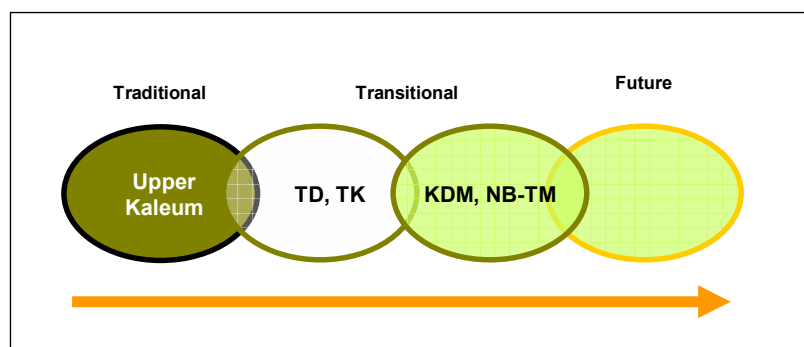 Traditional
Transitional
Future
Upper
Kaleum
TD, TK
KDM, NB-TM